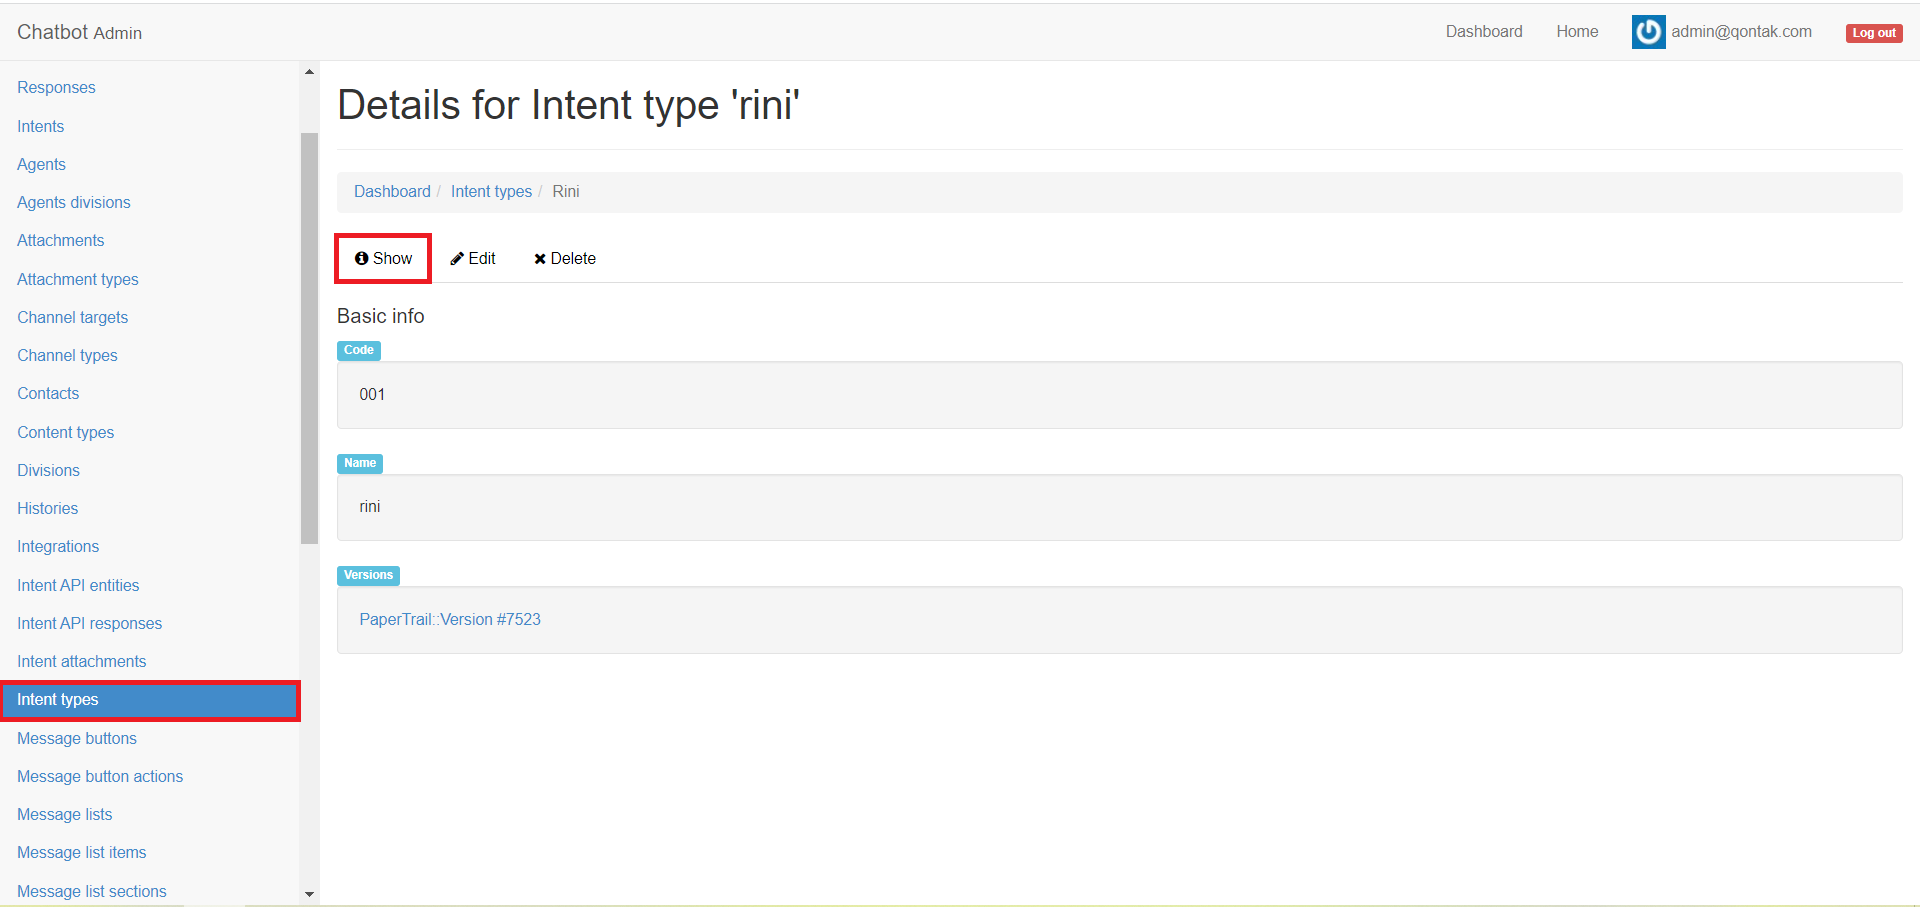 Chatbot Admin
Dashboard
Home
admin@qontak.com
Log out
Responses
Intents
Agents
Agents divisions
Attachments
Attachment types
Channel targets
Channel types
Contacts
Content types
Divisions
Histories
Integrations
Intent API entities
Intent API responses
Intent attachments
Intent types
Message buttons
Message button actions
Message lists
Message list items
Message list sections
Details for Intent type 'rini'
Dashboard / Intent types / Rini
Show Edit Delete
Basic info
Code
001
Name
rini
Versions
PaperTrail::Version #7523